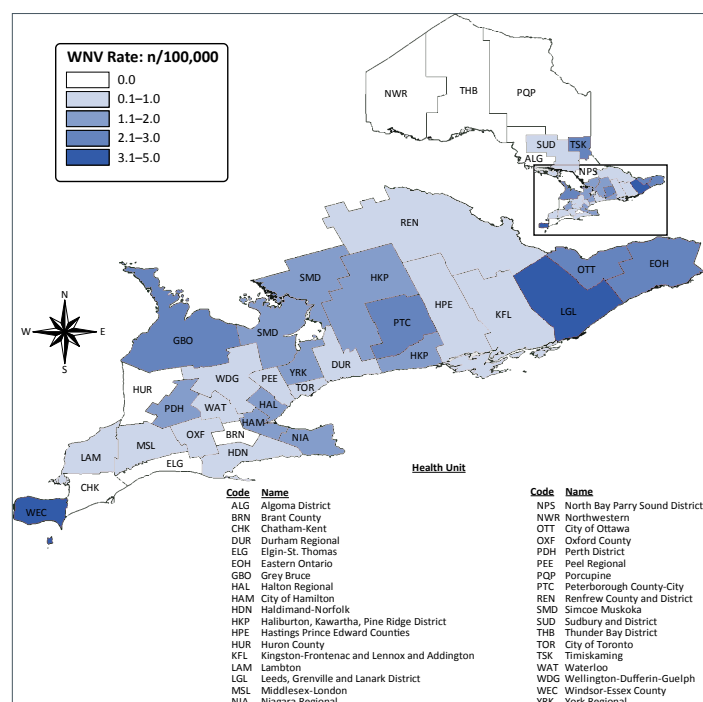 WNV Rate: n/100,000
0.0
0.1–1.0
1.1–2.0
2.1–3.0
3.1–5.0
NWR
THB
PQP
SUD
TSK
ALG
NPS
REN
SMD
HKP
OTT
EOH
HPE
PTC
KFL
LGL
N
W
E
S
GBO
SMD
HKP
DUR
YRK
WDG
PEE
TOR
HUR
PDH
WAT
HAL
HAM
OXF
BRN
NIA
MSL
HDN
LAM
ELG
CHK
WEC
Health Unit
Code Name
ALG Algoma District
BRN Brant County
CHK Chatham-Kent
DUR Durham Regional
ELG Elgin-St. Thomas
EOH Eastern Ontario
GBO Grey Bruce
HAL Halton Regional
HAM City of Hamilton
HDN Haldimand-Norfolk
HKP Haliburton, Kawartha, Pine Ridge District
HPE Hastings Prince Edward Counties
HUR Huron County
KFL Kingston-Frontenac and Lennox and Addington
LAM Lambton
LGL Leeds, Grenville and Lanark District
MSL Middlesex-London
NIA Niagara Regional
Code Name
NPS North Bay Parry Sound District
NWR Northwestern
OTT City of Ottawa
OXF Oxford County
PDH Perth District
PEE Peel Regional
PQP Porcupine
PTC Peterborough County-City
REN Renfrew County and District
SMD Simcoe Muskoka
SUD Sudbury and District
THB Thunder Bay District
TOR City of Toronto
TSK Timiskaming
WAT Waterloo
WDG Wellington-Dufferin-Guelph
WEC Windsor-Essex County
YRK York Regional